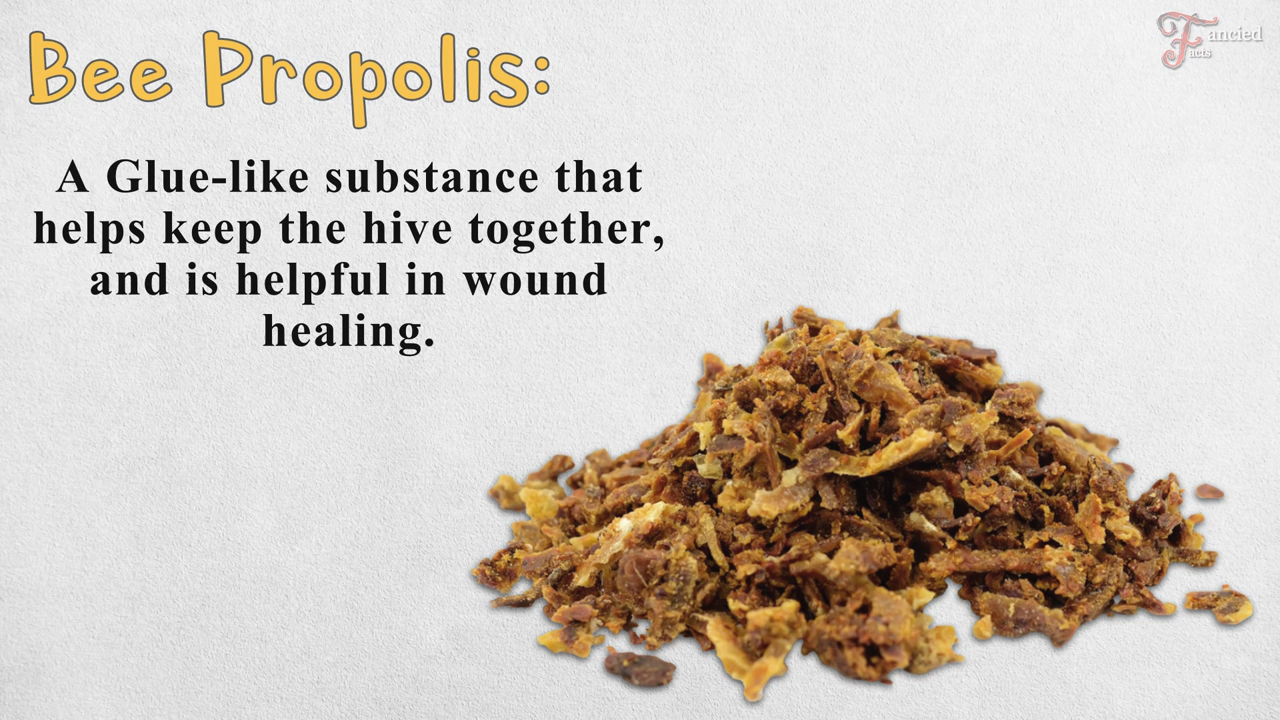 Bee Propolis:
Fancied
Facts
A Glue-like substance that
helps keep the hive together,
and is helpful in wound
healing.